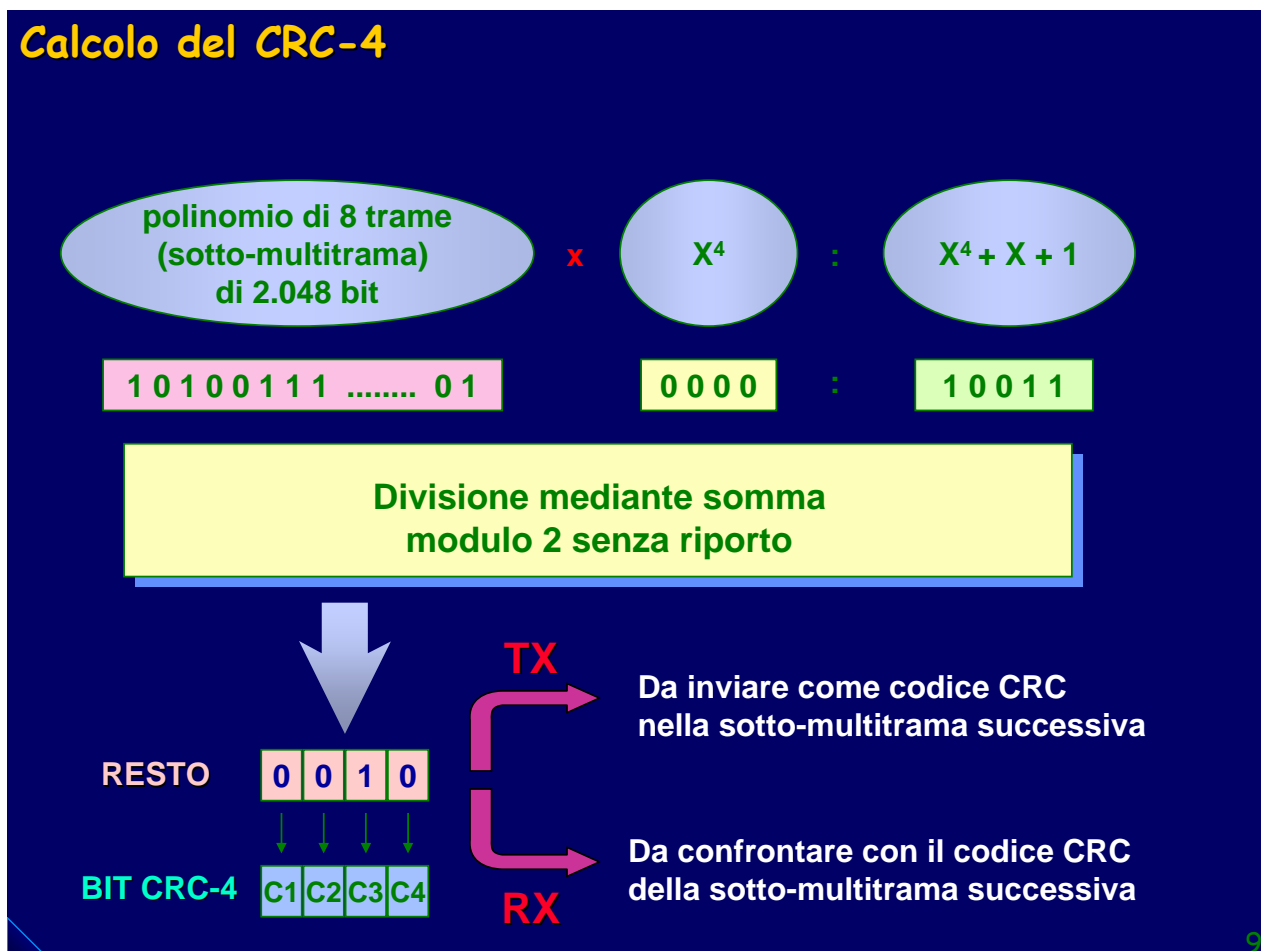 Calcolo del CRC-4
polinomio di 8 trame
(sotto-multitrama)
di 2.048 bit
x
X⁴
:
X⁴ + X + 1
1 0 1 0 0 1 1 1 ........ 0 1
0 0 0 0
:
1 0 0 1 1
Divisione mediante somma
modulo 2 senza riporto
TX
Da inviare come codice CRC
nella sotto-multitrama successiva
RESTO
0 0 1 0
BIT CRC-4
C1 C2 C3 C4
RX
Da confrontare con il codice CRC
della sotto-multitrama successiva
9